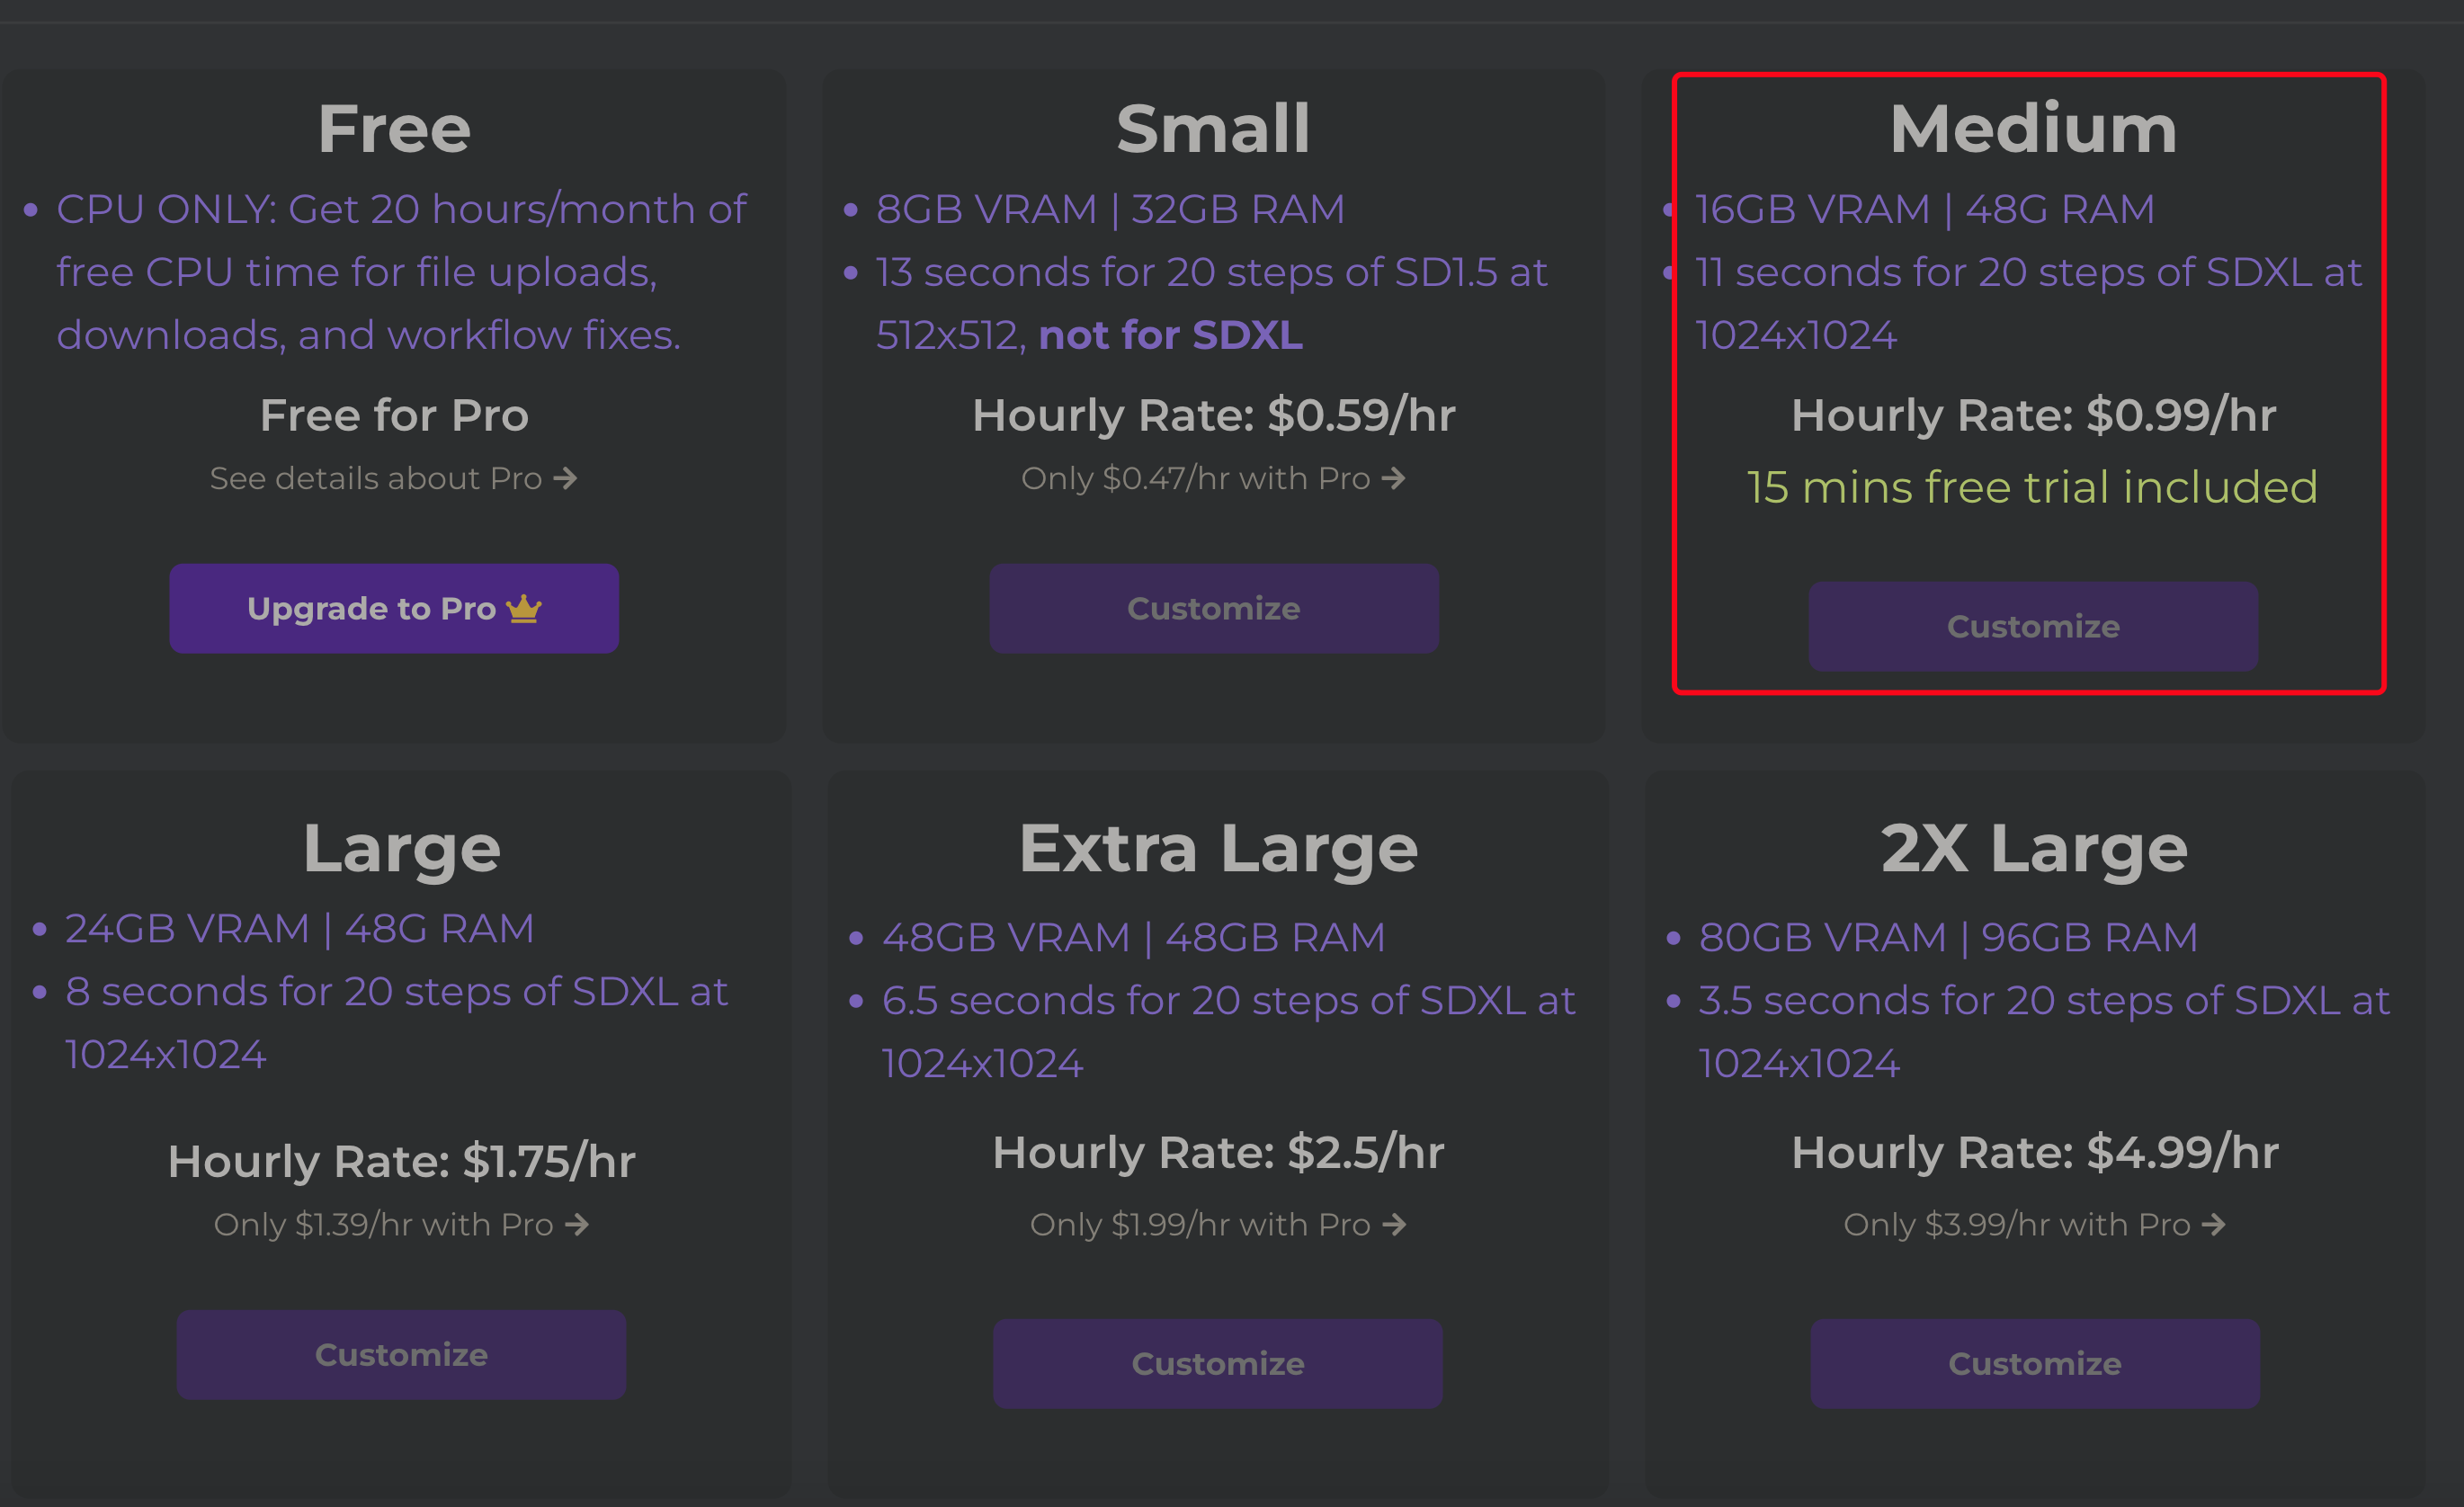 Free
CPU ONLY: Get 20 hours/month of
free CPU time for file uploads,
downloads, and workflow fixes.
Free for Pro
See details about Pro →
Upgrade to Pro
Small
8GB VRAM | 32GB RAM
13 seconds for 20 steps of SD1.5 at
512x512, not for SDXL
Hourly Rate: $0.59/hr
Only $0.47/hr with Pro →
Customize
Medium
16GB VRAM | 48G RAM
11 seconds for 20 steps of SDXL at
1024x1024
Hourly Rate: $0.99/hr
15 mins free trial included
Customize
Large
24GB VRAM | 48G RAM
8 seconds for 20 steps of SDXL at
1024x1024
Hourly Rate: $1.75/hr
Only $1.39/hr with Pro →
Customize
Extra Large
48GB VRAM | 48GB RAM
6.5 seconds for 20 steps of SDXL at
1024x1024
Hourly Rate: $2.5/hr
Only $1.99/hr with Pro →
Customize
2X Large
80GB VRAM | 96GB RAM
3.5 seconds for 20 steps of SDXL at
1024x1024
Hourly Rate: $4.99/hr
Only $3.99/hr with Pro →
Customize